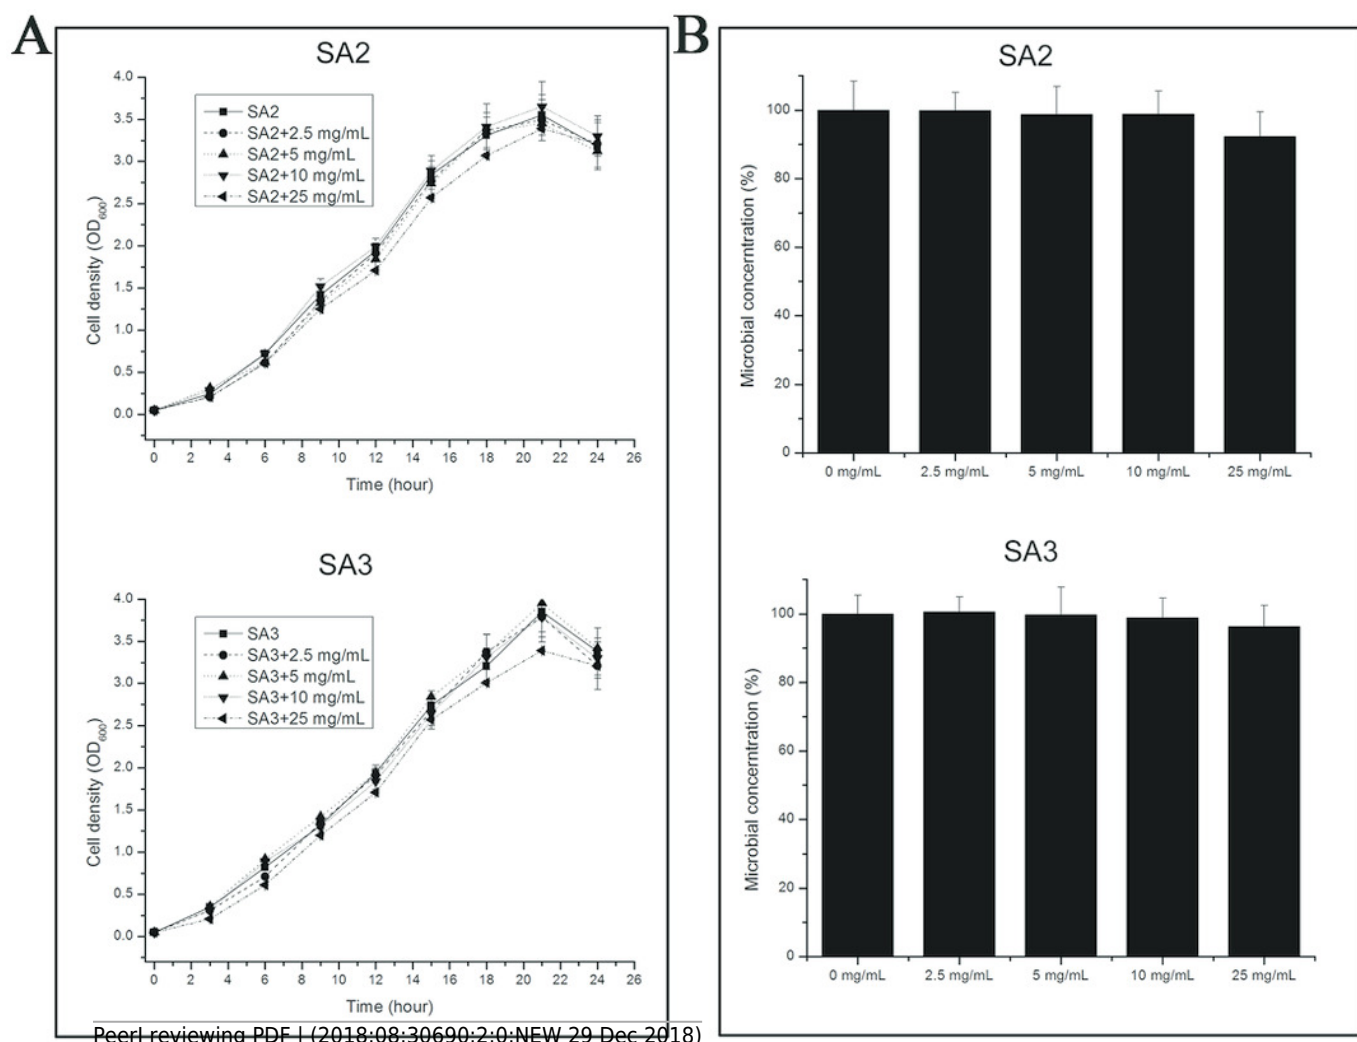 A
SA2
4.0
3.5
3.0
2.5
2.0
1.5
1.0
0.5
0.0
Cell density (OD600)
SA2
SA2+2.5 mg/mL
SA2+5 mg/mL
SA2+10 mg/mL
SA2+25 mg/mL
0 2 4 6 8 10 12 14 16 18 20 22 24 26
Time (hour)
SA3
4.0
3.5
3.0
2.5
2.0
1.5
1.0
0.5
0.0
Cell density (OD600)
SA3
SA3+2.5 mg/mL
SA3+5 mg/mL
SA3+10 mg/mL
SA3+25 mg/mL
0 2 4 6 8 10 12 14 16 18 20 22 24 26
Time (hour)
B
SA2
100
80
60
40
20
0
Microbial concerntration (%)
0 mg/mL 2.5 mg/mL 5 mg/mL 10 mg/mL 25 mg/mL
SA3
100
80
60
40
20
0
Microbial concerntration (%)
0 mg/mL 2.5 mg/mL 5 mg/mL 10 mg/mL 25 mg/mL
PeerJ reviewing PDF | (2018:08:30690:2:0:NEW 29 Dec 2018)